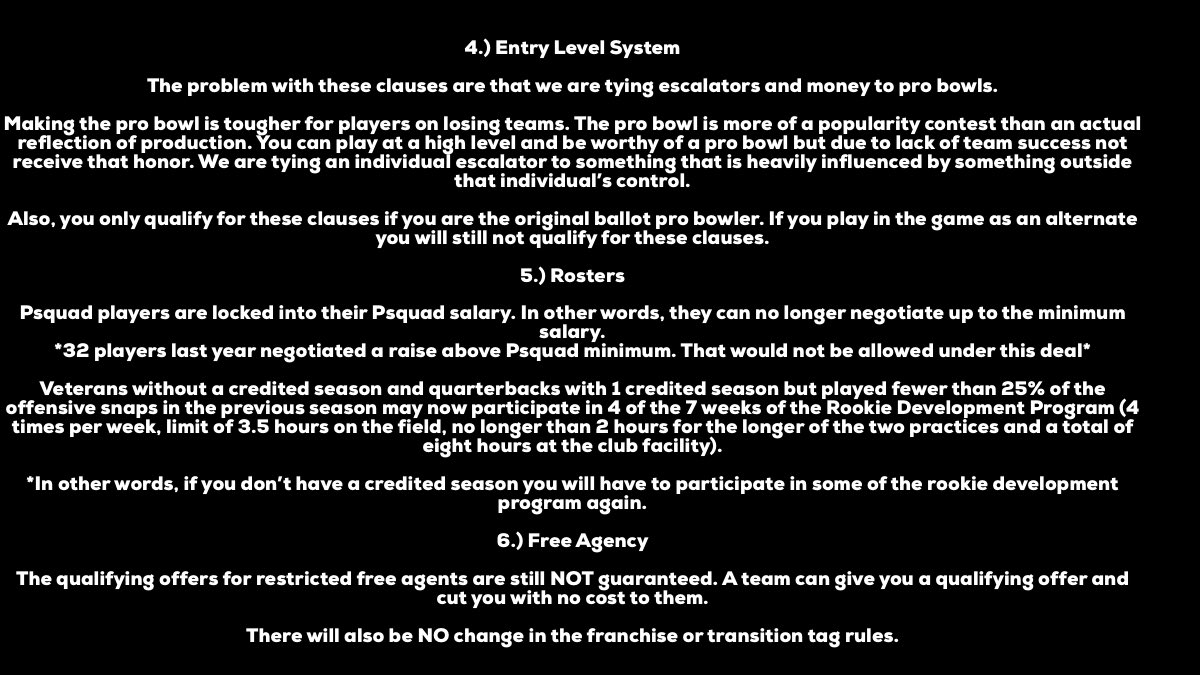 4.) Entry Level System
The problem with these clauses are that we are tying escalators and money to pro bowls.
Making the pro bowl is tougher for players on losing teams. The pro bowl is more of a popularity contest than an actual
reflection of production. You can play at a high level and be worthy of a pro bowl but due to lack of team success not
receive that honor. We are tying an individual escalator to something that is heavily influenced by something outside
that individual's control.
Also, you only qualify for these clauses if you are the original ballot pro bowler. If you play in the game as an alternate
you will still not qualify for these clauses.
5.) Rosters
Psquad players are locked into their Psquad salary. In other words, they can no longer negotiate up to the minimum
salary.
*32 players last year negotiated a raise above Psquad minimum. That would not be allowed under this deal*
Veterans without a credited season and quarterbacks with 1 credited season but played fewer than 25% of the
offensive snaps in the previous season may now participate in 4 of the 7 weeks of the Rookie Development Program (4
times per week, limit of 3.5 hours on the field, no longer than 2 hours for the longer of the two practices and a total of
eight hours at the club facility).
*In other words, if you don't have a credited season you will have to participate in some of the rookie development
program again.
6.) Free Agency
The qualifying offers for restricted free agents are still NOT guaranteed. A team can give you a qualifying offer and
cut you with no cost to them.
There will also be NO change in the franchise or transition tag rules.